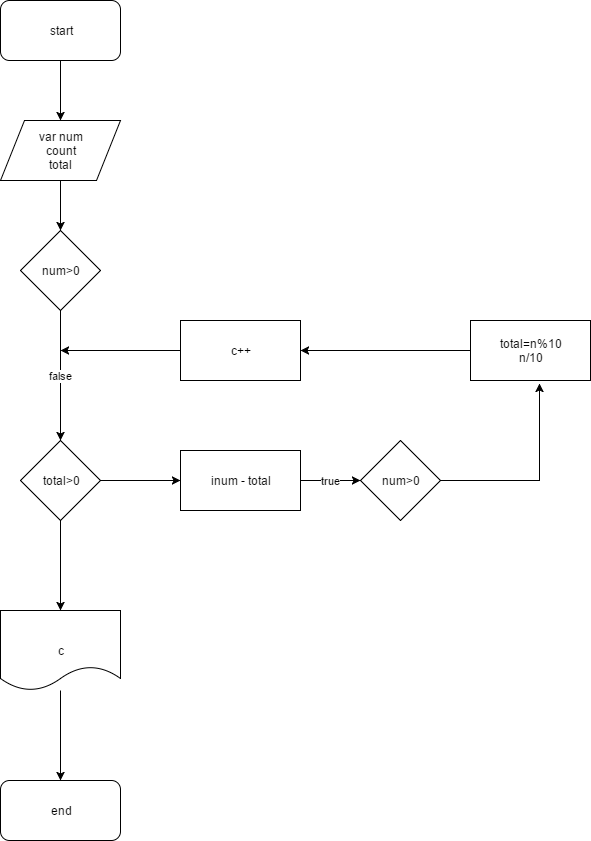 start
var num
count
total
num>0
c++
total=n%10
n/10
false
total>0
inum - total
true
num>0
c
end